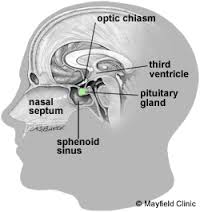 optic chiasm
third
ventricle
nasal
septum
pituitary
gland
sphenoid
sinus
© Mayfield Clinic